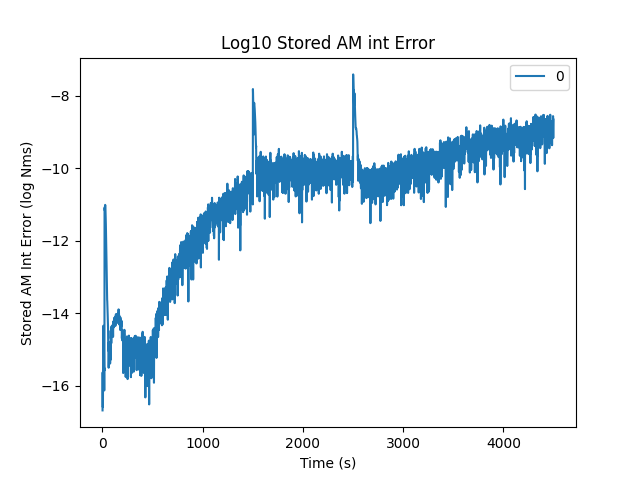 Log10 Stored AM int Error
0
Stored AM Int Error (log Nms)
−8
−10
−12
−14
−16
0 1000 2000 3000 4000
Time (s)